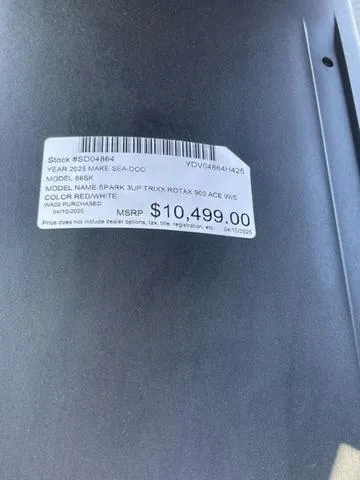 Stock #SD04864 YDV04864H425
YEAR 2025 MAKE SEA-DOO
MODEL 66SK
MODEL NAME SPARK 3UP TRIXX ROTAX 900 ACE W/S
COLOR RED/WHITE
WA02 PURCHASED
04/10/2025 MSRP $10,499.00
Price does not include dealer options, tax, title, registration, etc. 04/15/2025